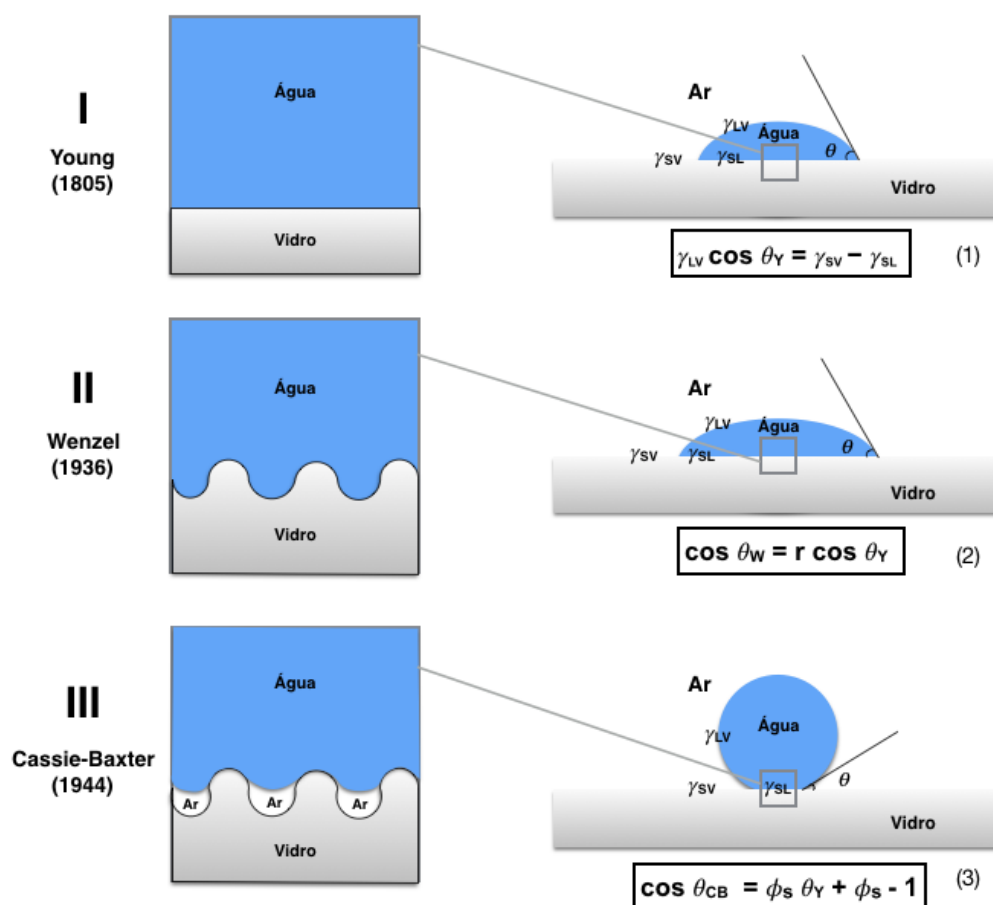 I
Young
(1805)
Água
Vidro
Ar
γLV
Água
γSV
γSL
θ
Vidro
γLV cos θY = γSV − γSL
(1)
II
Wenzel
(1936)
Água
Vidro
Ar
γLV
Água
γSV
γSL
θ
Vidro
cos θW = r cos θY
(2)
III
Cassie-Baxter
(1944)
Água
Ar
Ar
Ar
Vidro
Ar
Água
γLV
γSV
γSL
θ
Vidro
cos θCB = ϕs θY + ϕs - 1
(3)